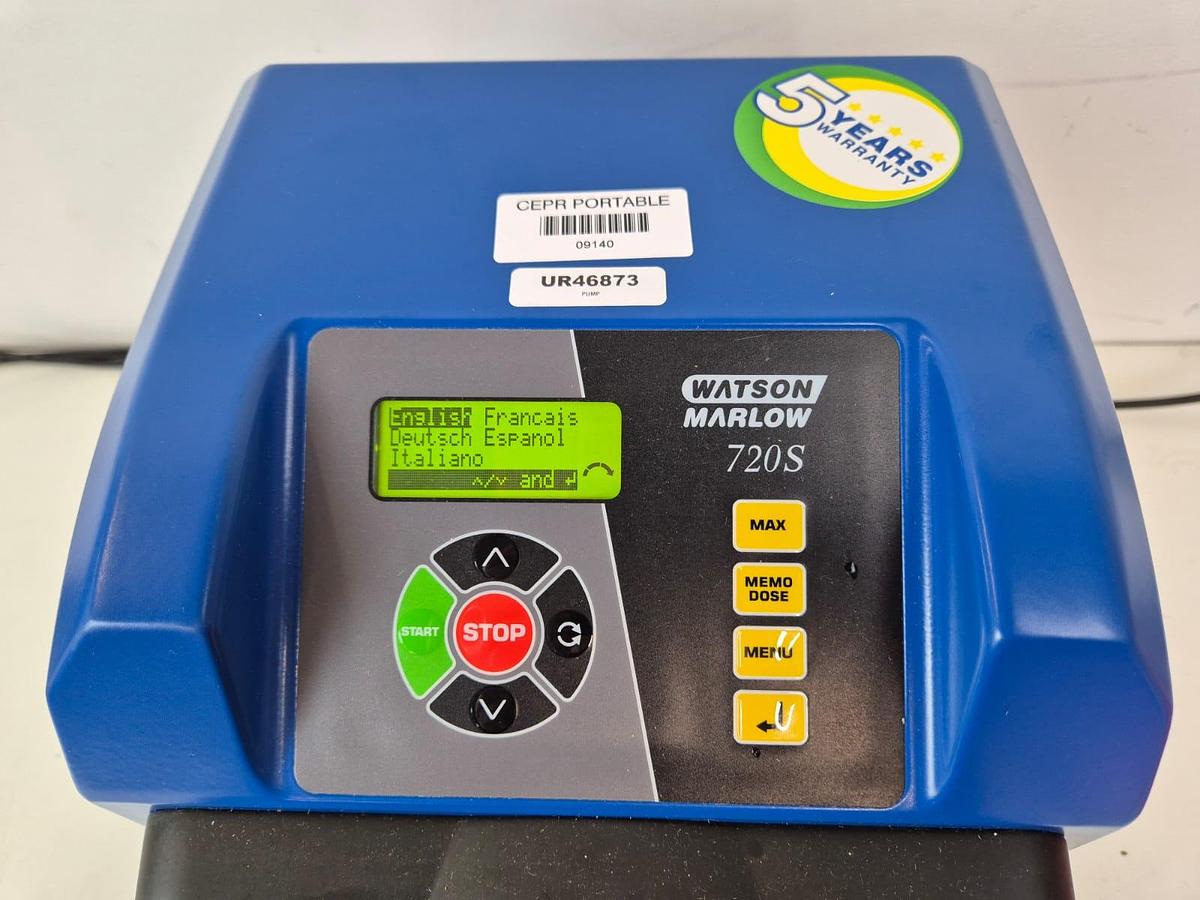 5
YEARS
WARRANTY
CEPR PORTABLE
09140
UR46873
PUMP
WATSON
MARLOW
720S
English Francais
Deutsch Espanol
Italiano
^/v and ↵
MAX
MEMO
DOSE
START
STOP
MENU